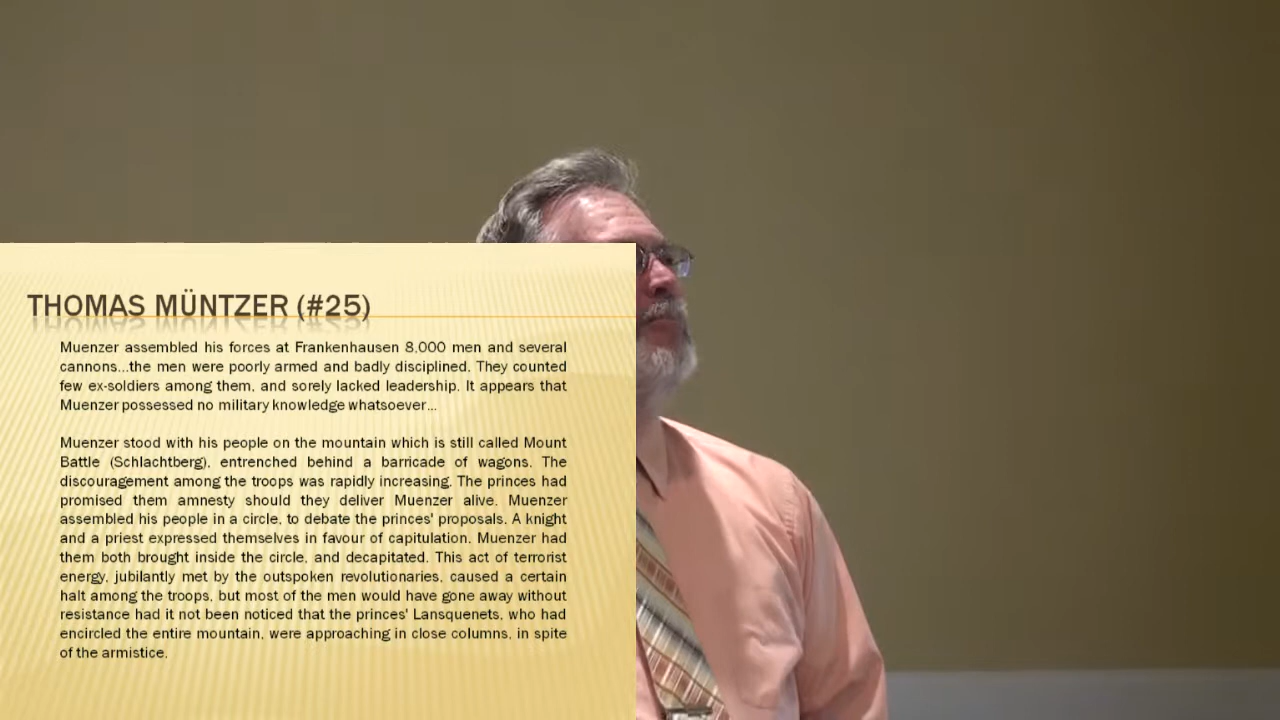 THOMAS MÜNTZER (#25)
Muenzer assembled his forces at Frankenhausen 8,000 men and several
cannons...the men were poorly armed and badly disciplined. They counted
few ex-soldiers among them, and sorely lacked leadership. It appears that
Muenzer possessed no military knowledge whatsoever...
Muenzer stood with his people on the mountain which is still called Mount
Battle (Schlachtberg), entrenched behind a barricade of wagons. The
discouragement among the troops was rapidly increasing. The princes had
promised them amnesty should they deliver Muenzer alive. Muenzer
assembled his people in a circle, to debate the princes' proposals. A knight
and a priest expressed themselves in favour of capitulation. Muenzer had
them both brought inside the circle, and decapitated. This act of terrorist
energy, jubilantly met by the outspoken revolutionaries, caused a certain
halt among the troops, but most of the men would have gone away without
resistance had it not been noticed that the princes' Lansquenets, who had
encircled the entire mountain, were approaching in close columns, in spite
of the armistice.